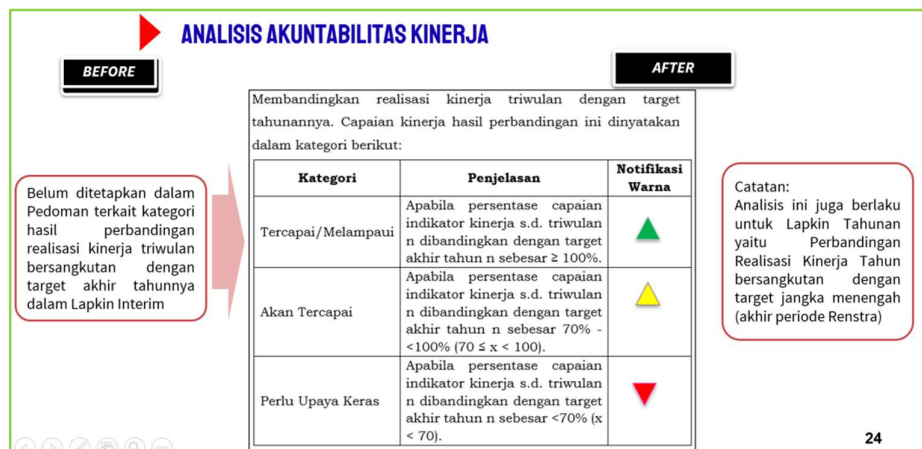 ANALISIS AKUNTABILITAS KINERJA
BEFORE
AFTER
Belum ditetapkan dalam
Pedoman terkait kategori
hasil perbandingan
realisasi kinerja triwulan
bersangkutan dengan
target akhir tahunnya
dalam Lapkin Interim
Membandingkan realisasi kinerja triwulan dengan target
tahunannya. Capaian kinerja hasil perbandingan ini dinyatakan
dalam kategori berikut:
Kategori
Penjelasan
Notifikasi
Warna
Tercapai/Melampaui
Apabila persentase capaian
indikator kinerja s.d. triwulan
n dibandingkan dengan target
akhir tahun n sebesar ≥ 100%.
Akan Tercapai
Apabila persentase capaian
indikator kinerja s.d. triwulan
n dibandingkan dengan target
akhir tahun n sebesar 70% -
<100% (70 ≤ x < 100).
Perlu Upaya Keras
Apabila persentase capaian
indikator kinerja s.d. triwulan
n dibandingkan dengan target
akhir tahun n sebesar <70% (x
< 70).
Catatan:
Analisis ini juga berlaku
untuk Lapkin Tahunan
yaitu Perbandingan
Realisasi Kinerja Tahun
bersangkutan dengan
target jangka menengah
(akhir periode Renstra)
24